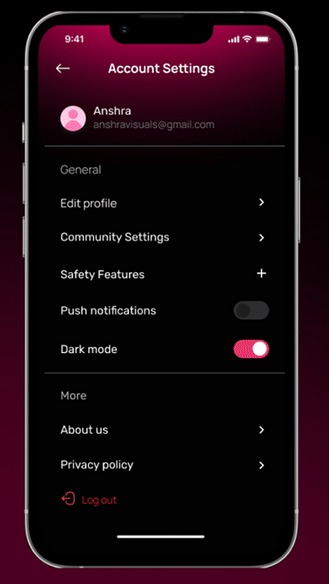 9:41
Account Settings
Anshra
anshravisuals@gmail.com
General
Edit profile
Community Settings
Safety Features
Push notifications
Dark mode
More
About us
Privacy policy
Log out